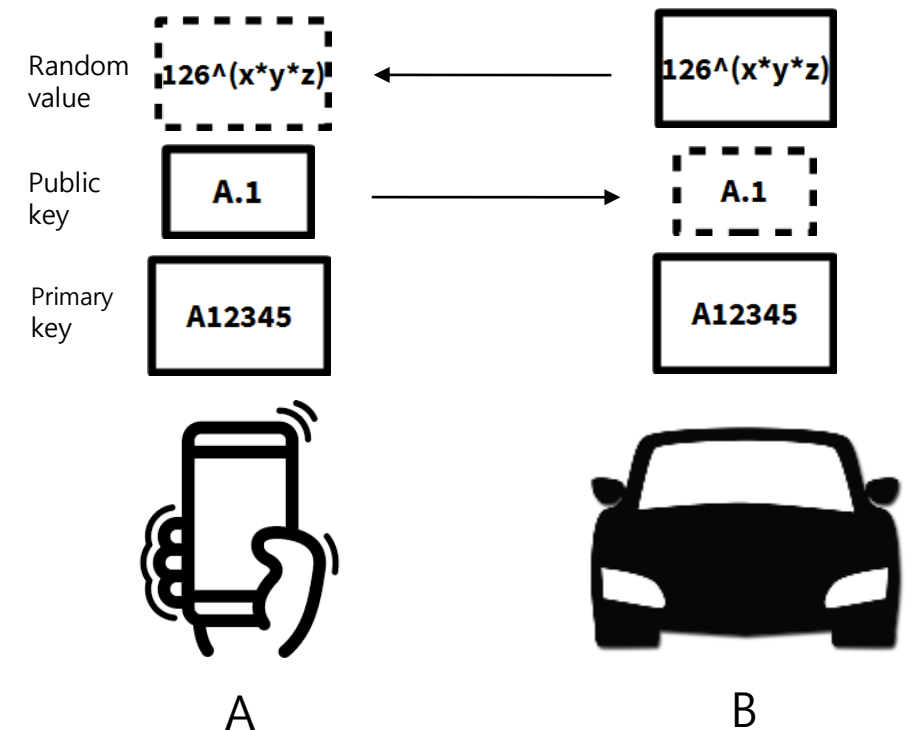 Random
value
126^(x*y*z)
126^(x*y*z)
Public
key
A.1
A.1
Primary
key
A12345
A12345
A
B